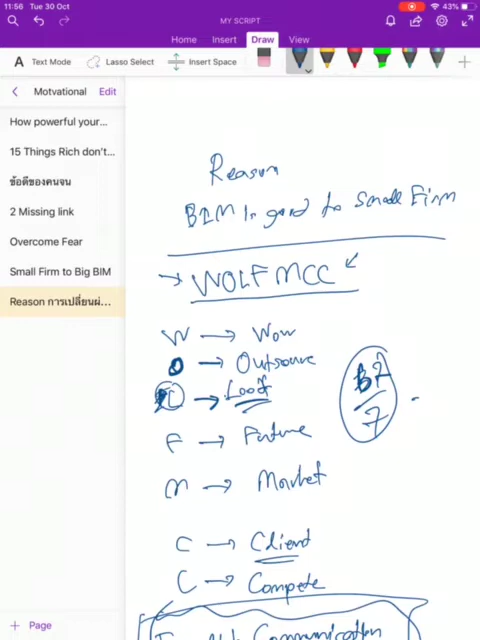 11:56 Tue 30 Oct 43%
MY SCRIPT
Home Insert Draw View
A Text Mode Lasso Select Insert Space
Motvational Edit
How powerful your...
15 Things Rich don't...
ข้อดีของคนจน
2 Missing link
Overcome Fear
Small Firm to Big BIM
Reason การเปลี่ยนผ่...
Reason
BIM Is good to Small Firm
→ WOLFMCC
W → Wow
O → Outsource
→ Look
F → Future
M → Market
C → Client
C → Compete
Communication
+ Page